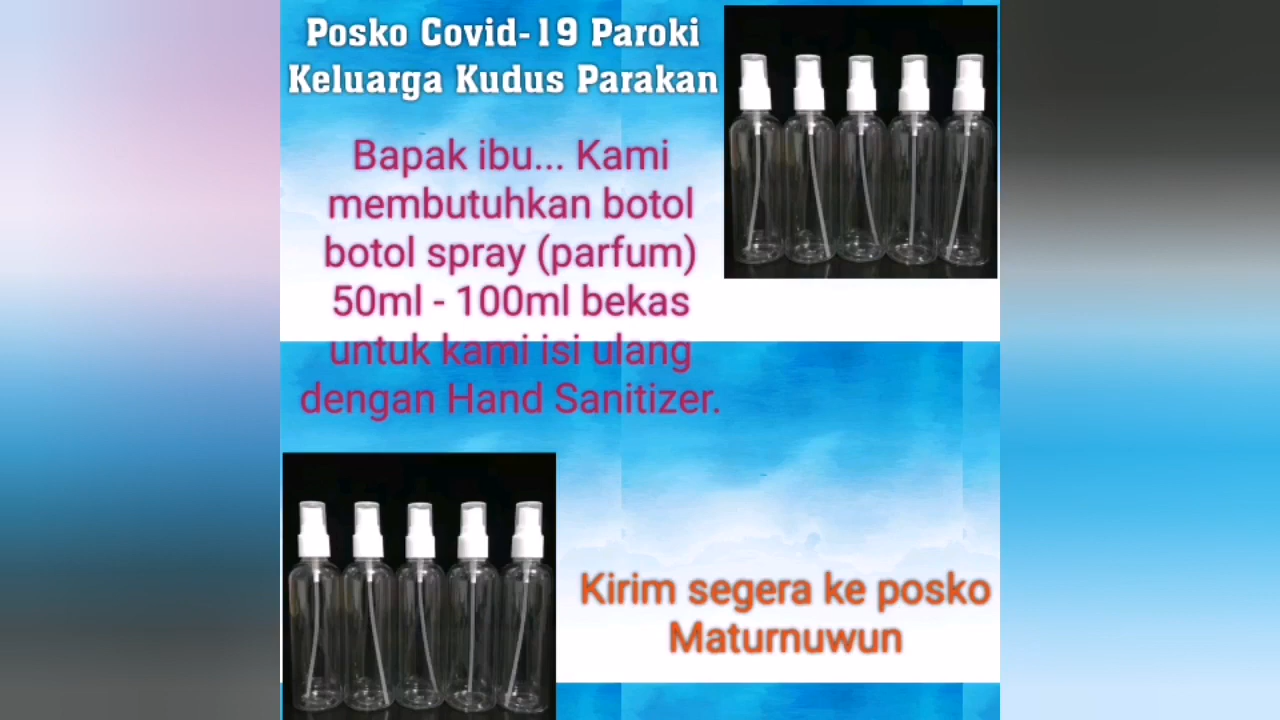 Posko Covid-19 Paroki
Keluarga Kudus Parakan
Bapak ibu... Kami
membutuhkan botol
botol spray (parfum)
50ml - 100ml bekas
untuk kami isi ulang
dengan Hand Sanitizer.
Kirim segera ke posko
Maturnuwun